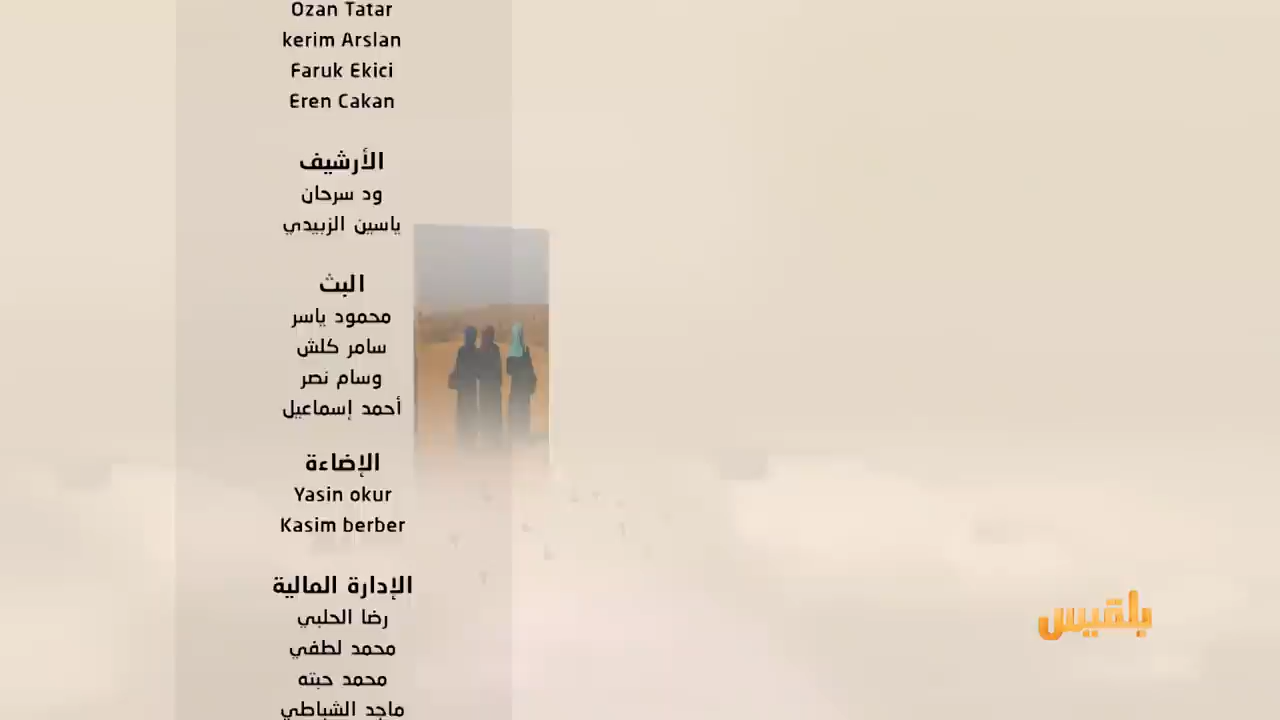 Ozan Tatar
kerim Arslan
Faruk Ekici
Eren Cakan
الأرشيف
ود سرحان
ياسين الزبيدي
البث
محمود ياسر
سامر كلش
وسام نصر
أحمد إسماعيل
الإضاءة
Yasin okur
Kasim berber
الإدارة المالية
رضا الحلبي
محمد لطفي
محمد حبته
ماجد الشباطي
بلقيس